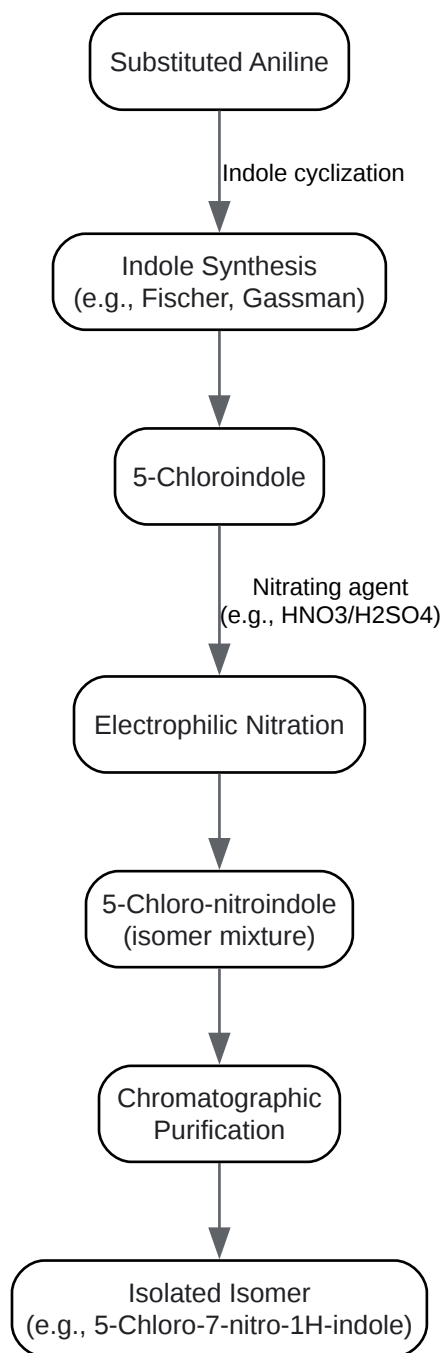 Substituted Aniline
Indole cyclization
Indole Synthesis
(e.g., Fischer, Gassman)
5-Chloroindole
Nitrating agent
(e.g., HNO3/H2SO4)
Electrophilic Nitration
5-Chloro-nitroindole
(isomer mixture)
Chromatographic
Purification
Isolated Isomer
(e.g., 5-Chloro-7-nitro-1H-indole)